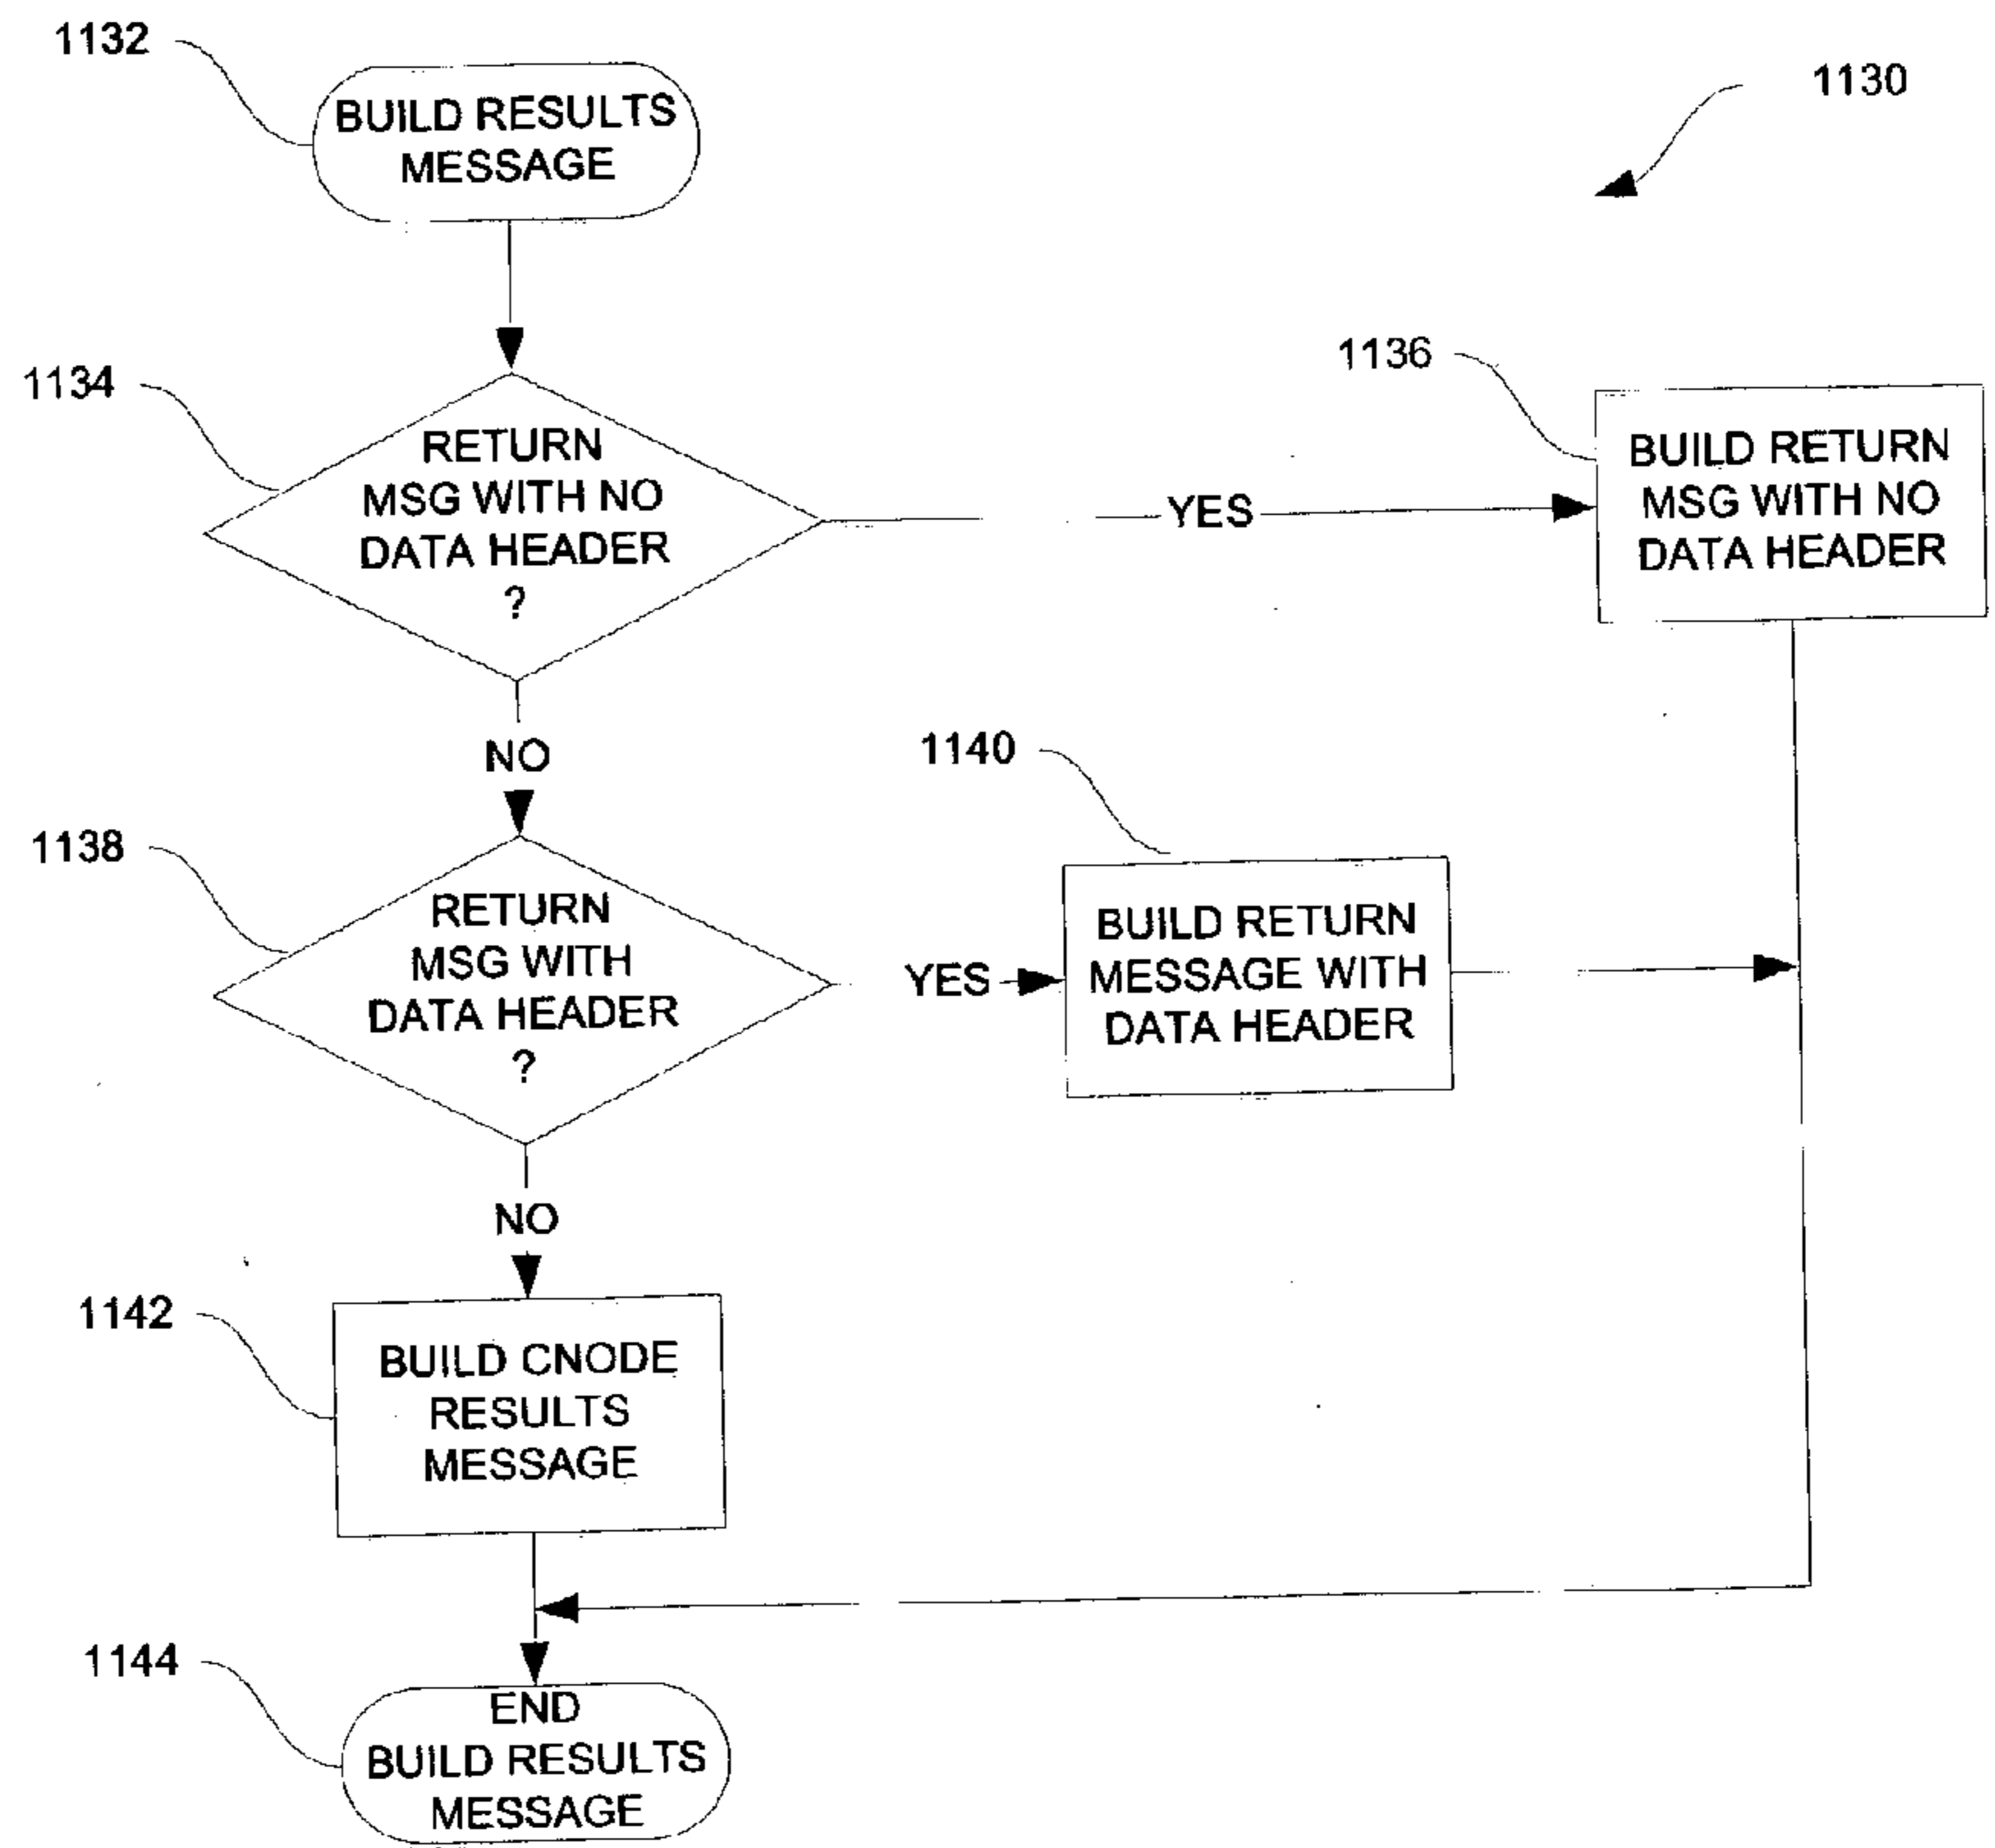 1132
BUILD RESULTS
MESSAGE
1130
1134
RETURN
MSG WITH NO
DATA HEADER
?
YES
1136
BUILD RETURN
MSG WITH NO
DATA HEADER
NO
1138
RETURN
MSG WITH
DATA HEADER
?
YES
1140
BUILD RETURN
MESSAGE WITH
DATA HEADER
NO
1142
BUILD CNODE
RESULTS
MESSAGE
1144
END
BUILD RESULTS
MESSAGE